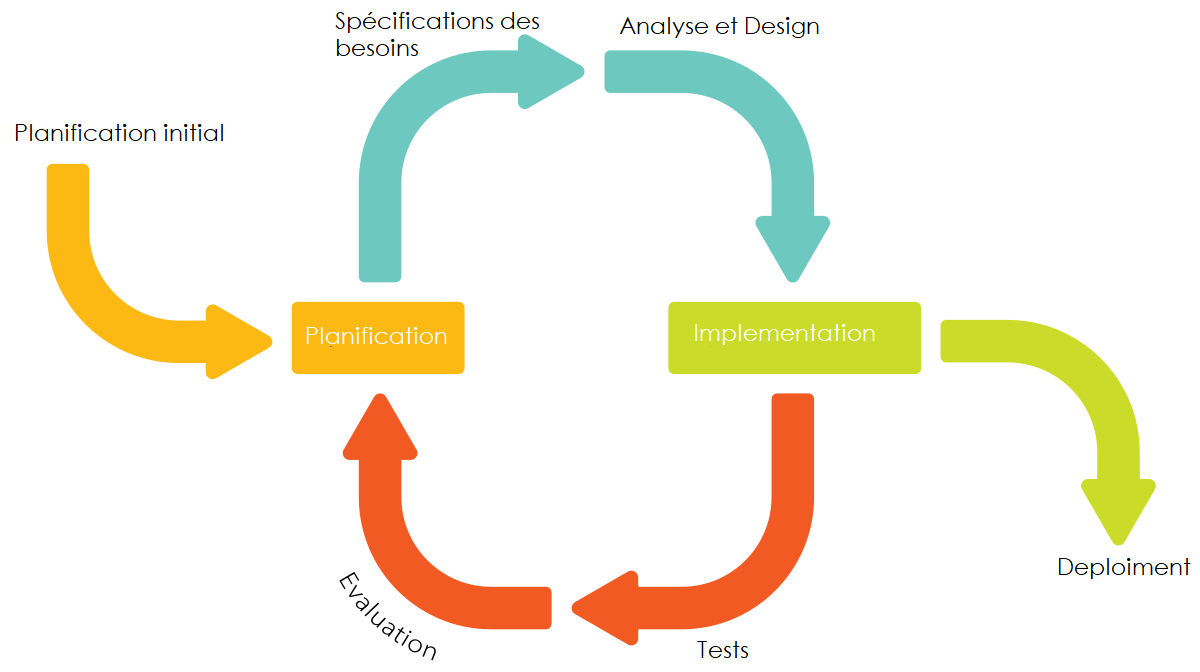 Spécifications des
besoins
Analyse et Design
Planification initial
Planification
Implementation
Deploiment
Evaluation
Tests